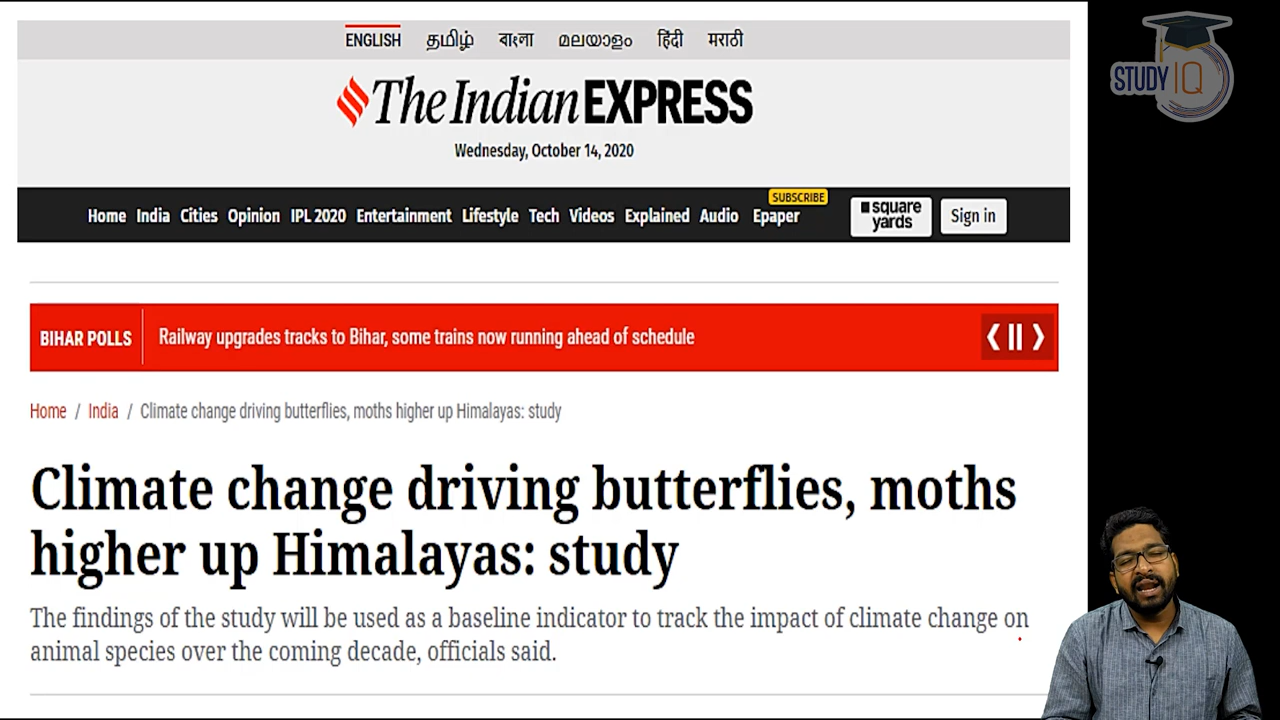 ENGLISH தமிழ் বাংলা മലയാളം हिंदी मराठी
STUDY IQ
The Indian EXPRESS
Wednesday, October 14, 2020
SUBSCRIBE
Home India Cities Opinion IPL 2020 Entertainment Lifestyle Tech Videos Explained Audio Epaper
square yards
Sign in
BIHAR POLLS Railway upgrades tracks to Bihar, some trains now running ahead of schedule
Home / India / Climate change driving butterflies, moths higher up Himalayas: study
Climate change driving butterflies, moths
higher up Himalayas: study
The findings of the study will be used as a baseline indicator to track the impact of climate change on
animal species over the coming decade, officials said.